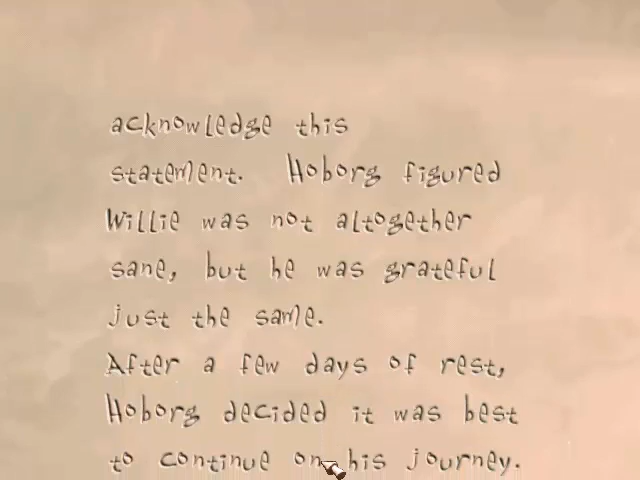 acknowledge this
statement. Hoborg figured
Willie was not altogether
sane, but he was grateful
just the same.
After a few days of rest,
Hoborg decided it was best
to continue on his journey.